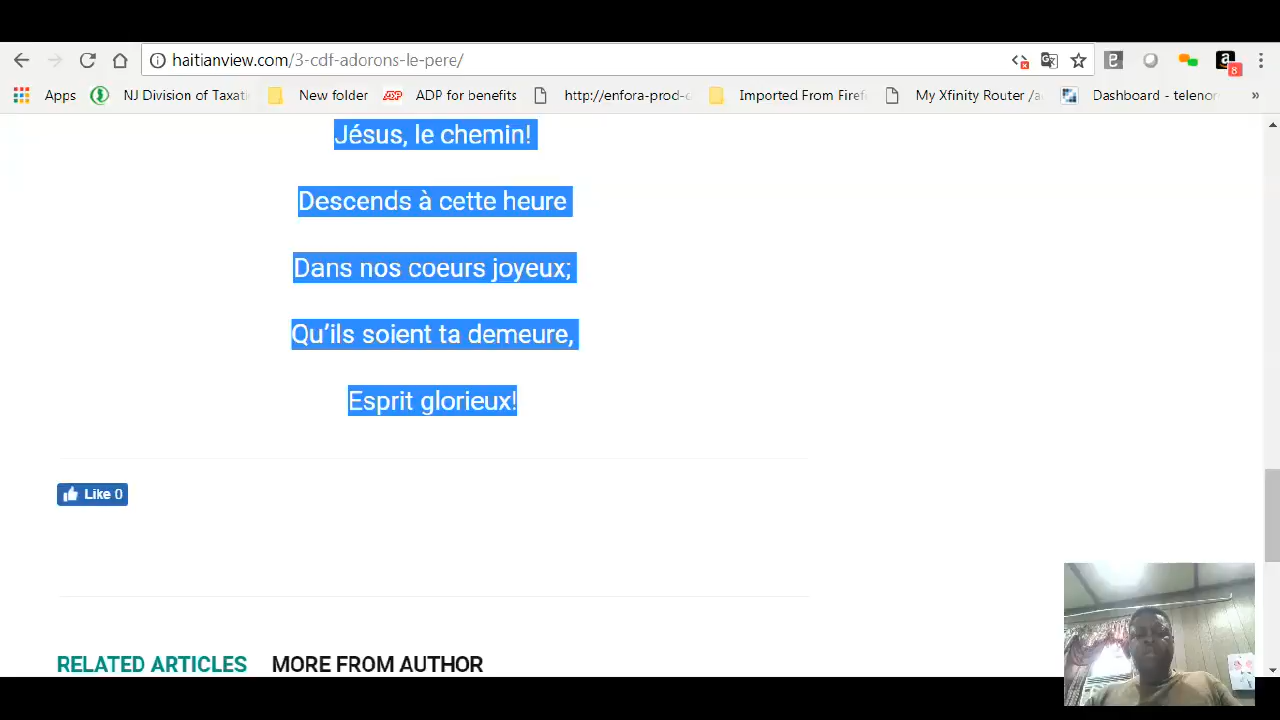 haitianview.com/3-cdf-adorons-le-pere/
8
Apps NJ Division of Taxati New folder ADP for benefits http://enfora-prod-c Imported From Firef My Xfinity Router /a Dashboard - telenor »
Jésus, le chemin!
Descends à cette heure
Dans nos coeurs joyeux;
Qu’ils soient ta demeure,
Esprit glorieux!
Like 0
RELATED ARTICLES MORE FROM AUTHOR